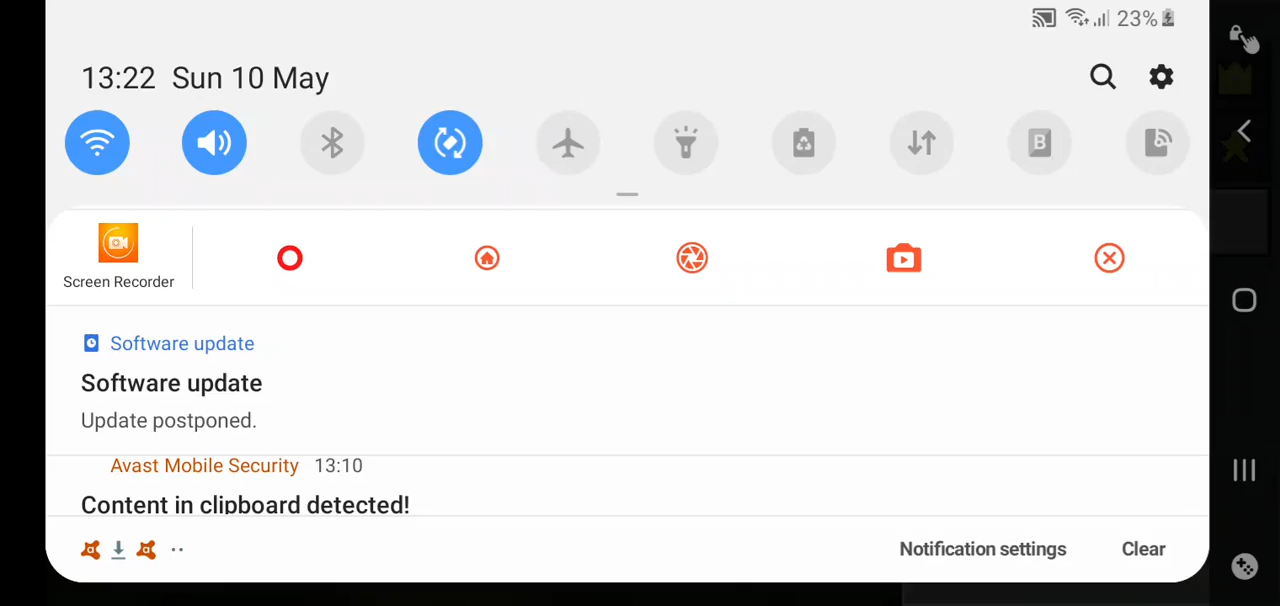 23%
13:22 Sun 10 May
B
Screen Recorder
Software update
Software update
Update postponed.
Avast Mobile Security 13:10
Content in clipboard detected!
Notification settings Clear